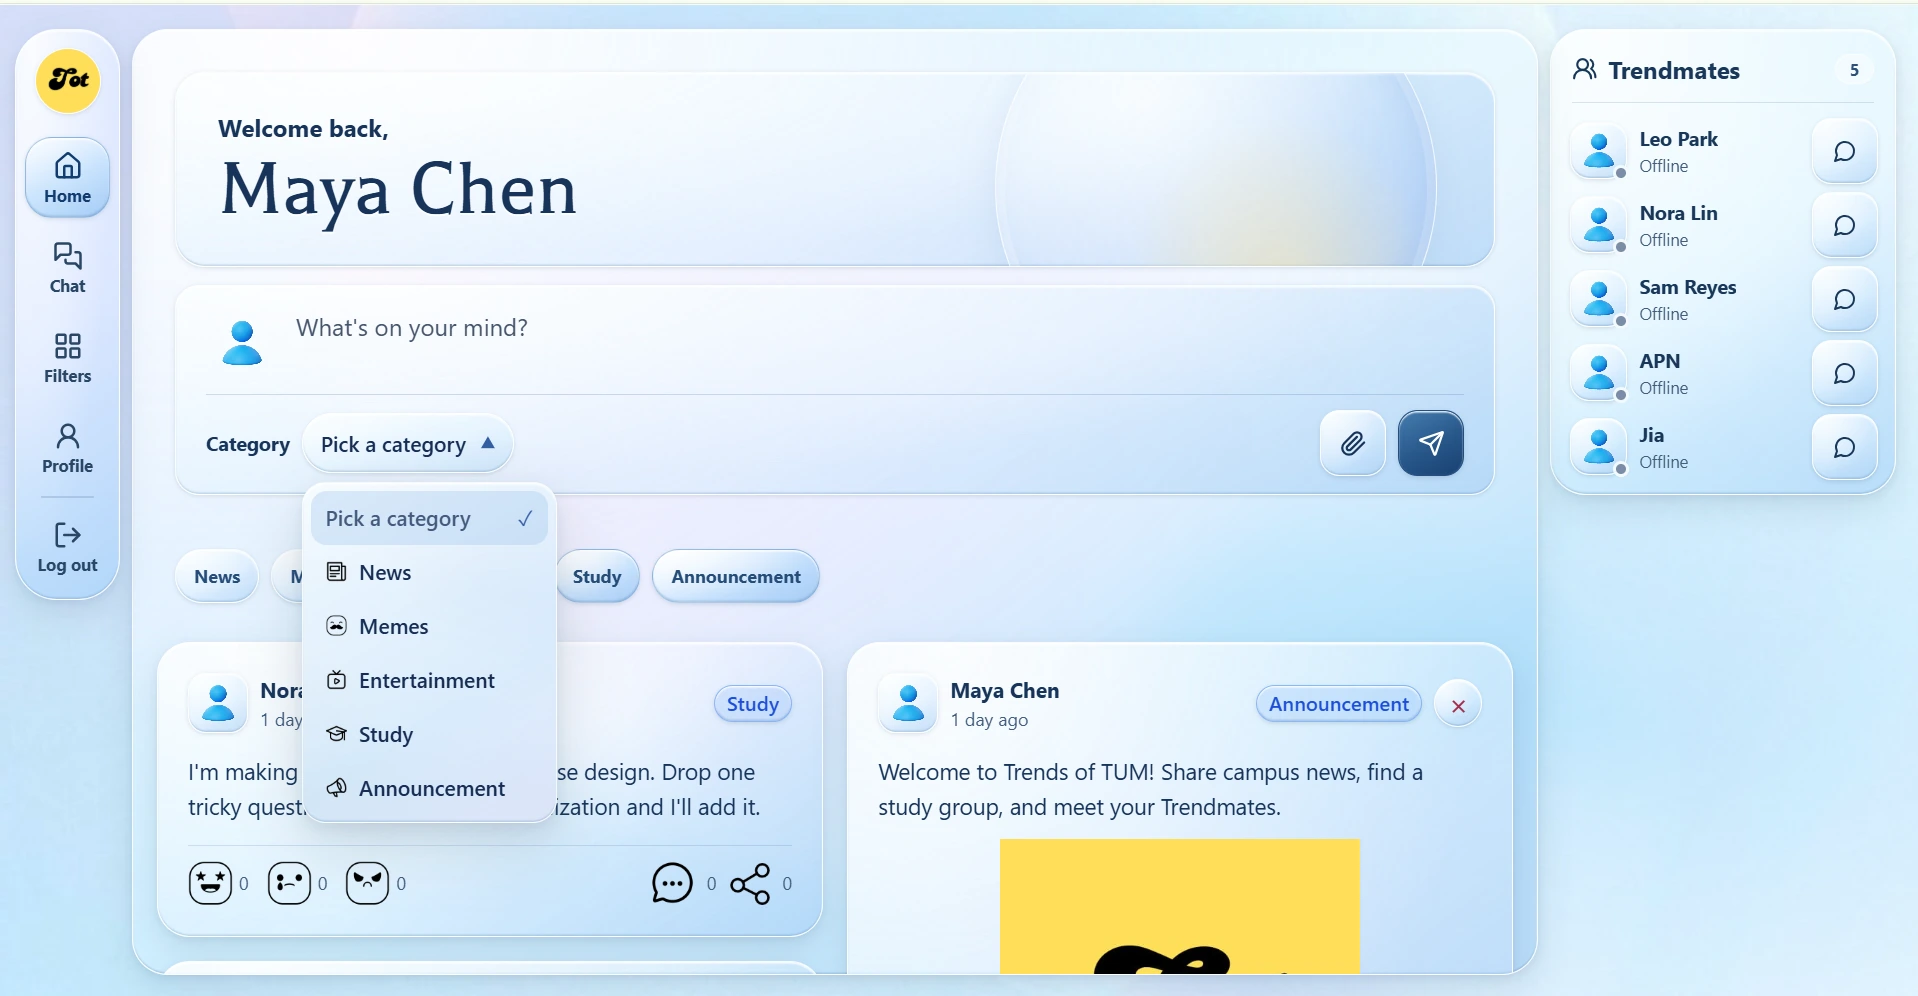 Tot
Home
Chat
Filters
Profile
Log out
Welcome back,
Maya Chen
What's on your mind?
Category
Pick a category
Pick a category
News
Memes
Entertainment
Study
Announcement
News
M
Study
Announcement
Nora
1 day
Study
I'm making
se design. Drop one
tricky quest
ization and I'll add it.
0
0
0
0
0
Maya Chen
1 day ago
Announcement
Welcome to Trends of TUM! Share campus news, find a
study group, and meet your Trendmates.
Trendmates
5
Leo Park
Offline
Nora Lin
Offline
Sam Reyes
Offline
APN
Offline
Jia
Offline